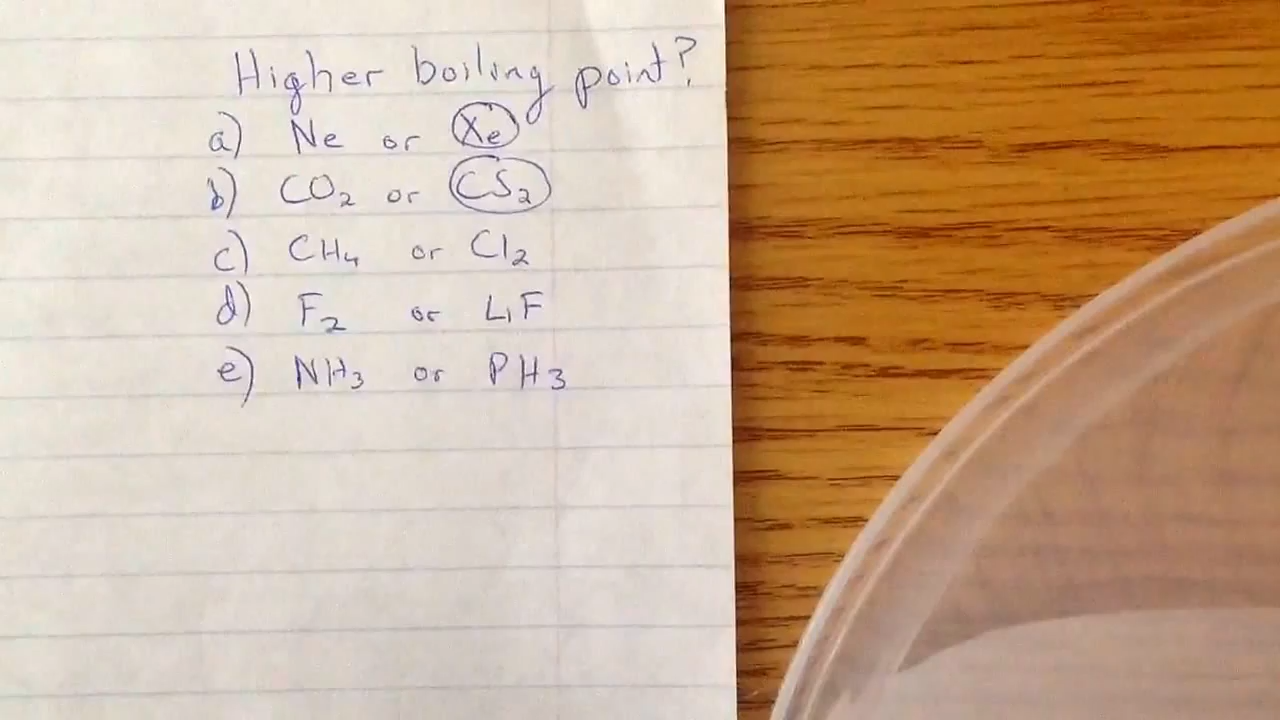 Higher boiling point?
a) Ne or Xe
b) CO₂ or CS₂
c) CH₄ or Cl₂
d) F₂ or LiF
e) NH₃ or PH₃